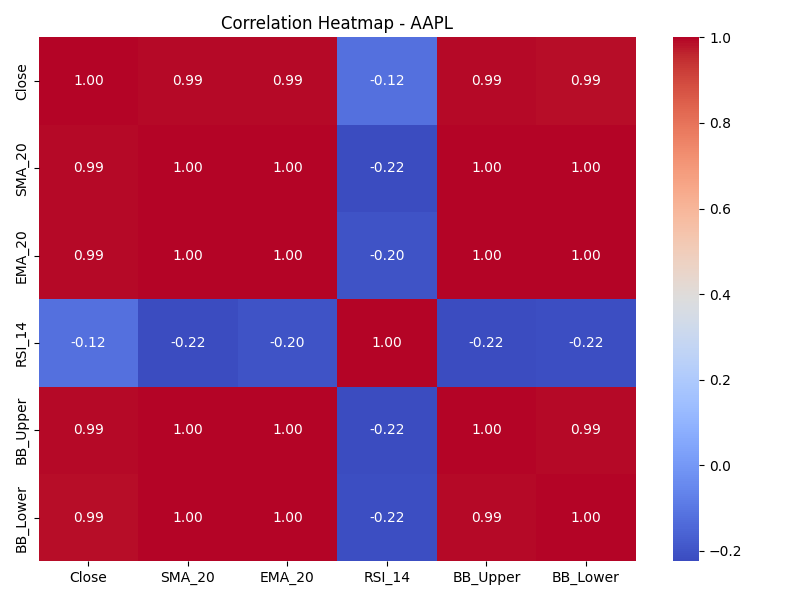 Correlation Heatmap - AAPL
Close 1.00 0.99 0.99 -0.12 0.99 0.99
SMA_20 0.99 1.00 1.00 -0.22 1.00 1.00
EMA_20 0.99 1.00 1.00 -0.20 1.00 1.00
RSI_14 -0.12 -0.22 -0.20 1.00 -0.22 -0.22
BB_Upper 0.99 1.00 1.00 -0.22 1.00 0.99
BB_Lower 0.99 1.00 1.00 -0.22 0.99 1.00
Close SMA_20 EMA_20 RSI_14 BB_Upper BB_Lower
1.0
0.8
0.6
0.4
0.2
0.0
−0.2